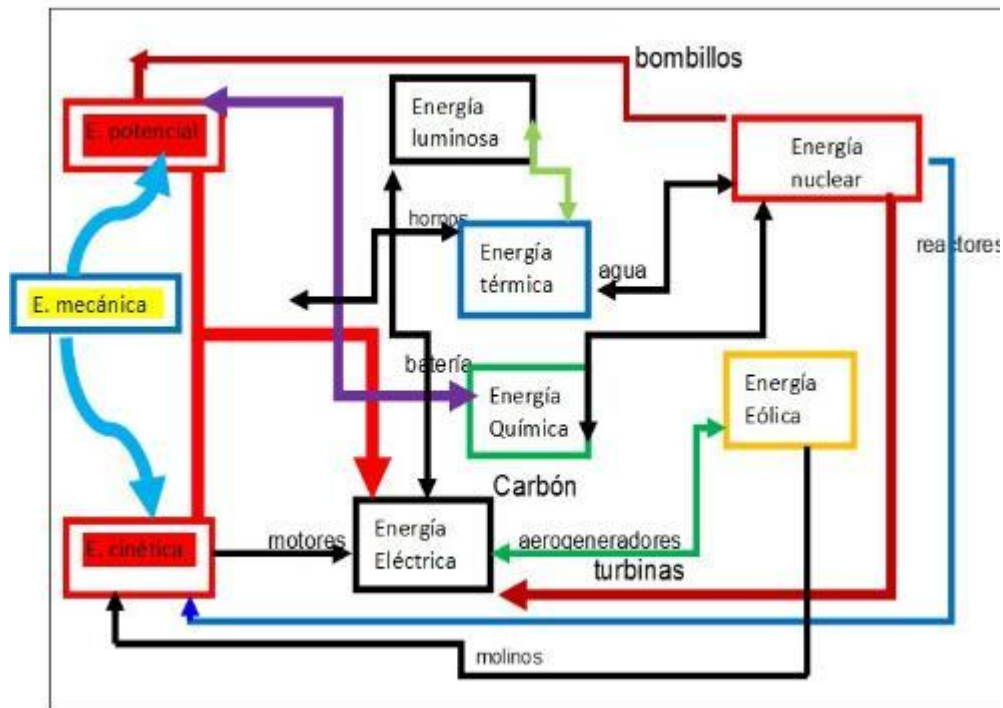 bombillos
E. potencial
Energía
luminosa
Energía
nuclear
hornos
reactores
Energía
térmica
agua
E. mecánica
batería
Energía
Química
Energía
Eólica
Carbón
E. cinética
motores
Energía
Eléctrica
aerogeneradores
turbinas
molinos